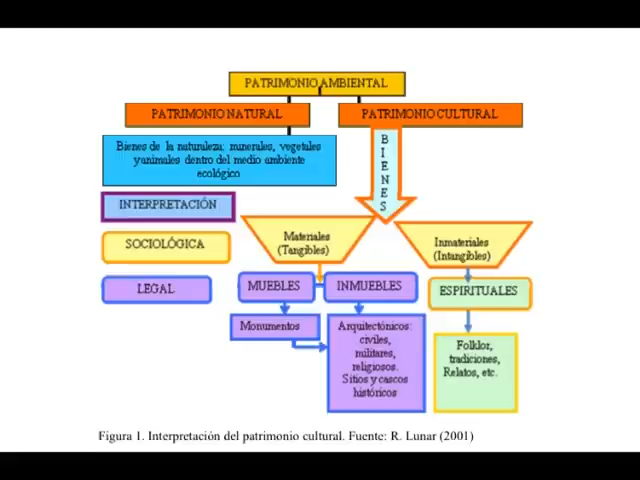 PATRIMONIO AMBIENTAL
PATRIMONIO NATURAL
PATRIMONIO CULTURAL
Bienes de la naturaleza: minerales, vegetales
y animales dentro del medio ambiente
ecológico
BIENES
INTERPRETACIÓN
SOCIOLÓGICA
LEGAL
Materiales
(Tangibles)
Inmateriales
(Intangibles)
MUEBLES
INMUEBLES
ESPIRITUALES
Monumentos
Arquitectónicos:
civiles,
militares,
religiosos.
Sitios y cascos
históricos
Folklor,
tradiciones,
Relatos, etc.
Figura 1. Interpretación del patrimonio cultural. Fuente: R. Lunar (2001)